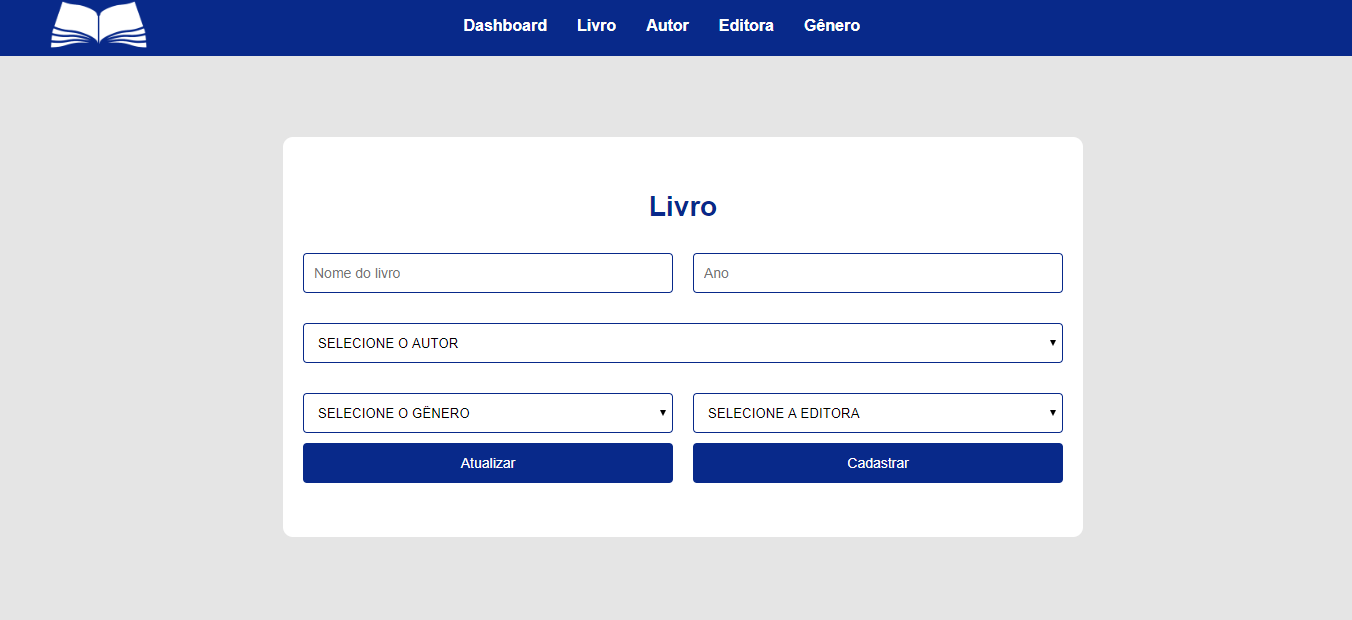 Dashboard Livro Autor Editora Gênero
Livro
Nome do livro Ano
SELECIONE O AUTOR
SELECIONE O GÊNERO SELECIONE A EDITORA
Atualizar Cadastrar